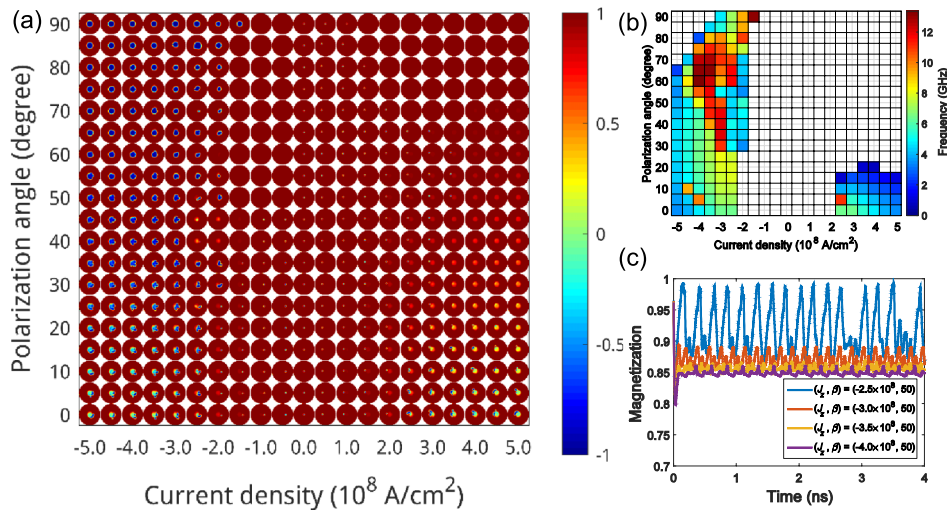 (a)
Polarization angle (degree)
90
80
70
60
50
40
30
20
10
0
-5.0 -4.0 -3.0 -2.0 -1.0 0.0 1.0 2.0 3.0 4.0 5.0
Current density (10⁸ A/cm²)
1
0.5
0
-0.5
-1
(b)
Polarization angle (degree)
90
80
70
60
50
40
30
20
10
0
-5 -4 -3 -2 -1 0 1 2 3 4 5
Current density (10⁸ A/cm²)
12
10
8
6
4
2
0
Frequency (GHz)
(c)
Magnetization
1
0.95
0.9
0.85
0.8
0.7
0 1 2 3 4
Time (ns)
(J_z, β) = (-2.5×10⁸, 50)
(J_z, β) = (-3.0×10⁸, 50)
(J_z, β) = (-3.5×10⁸, 50)
(J_z, β) = (-4.0×10⁸, 50)